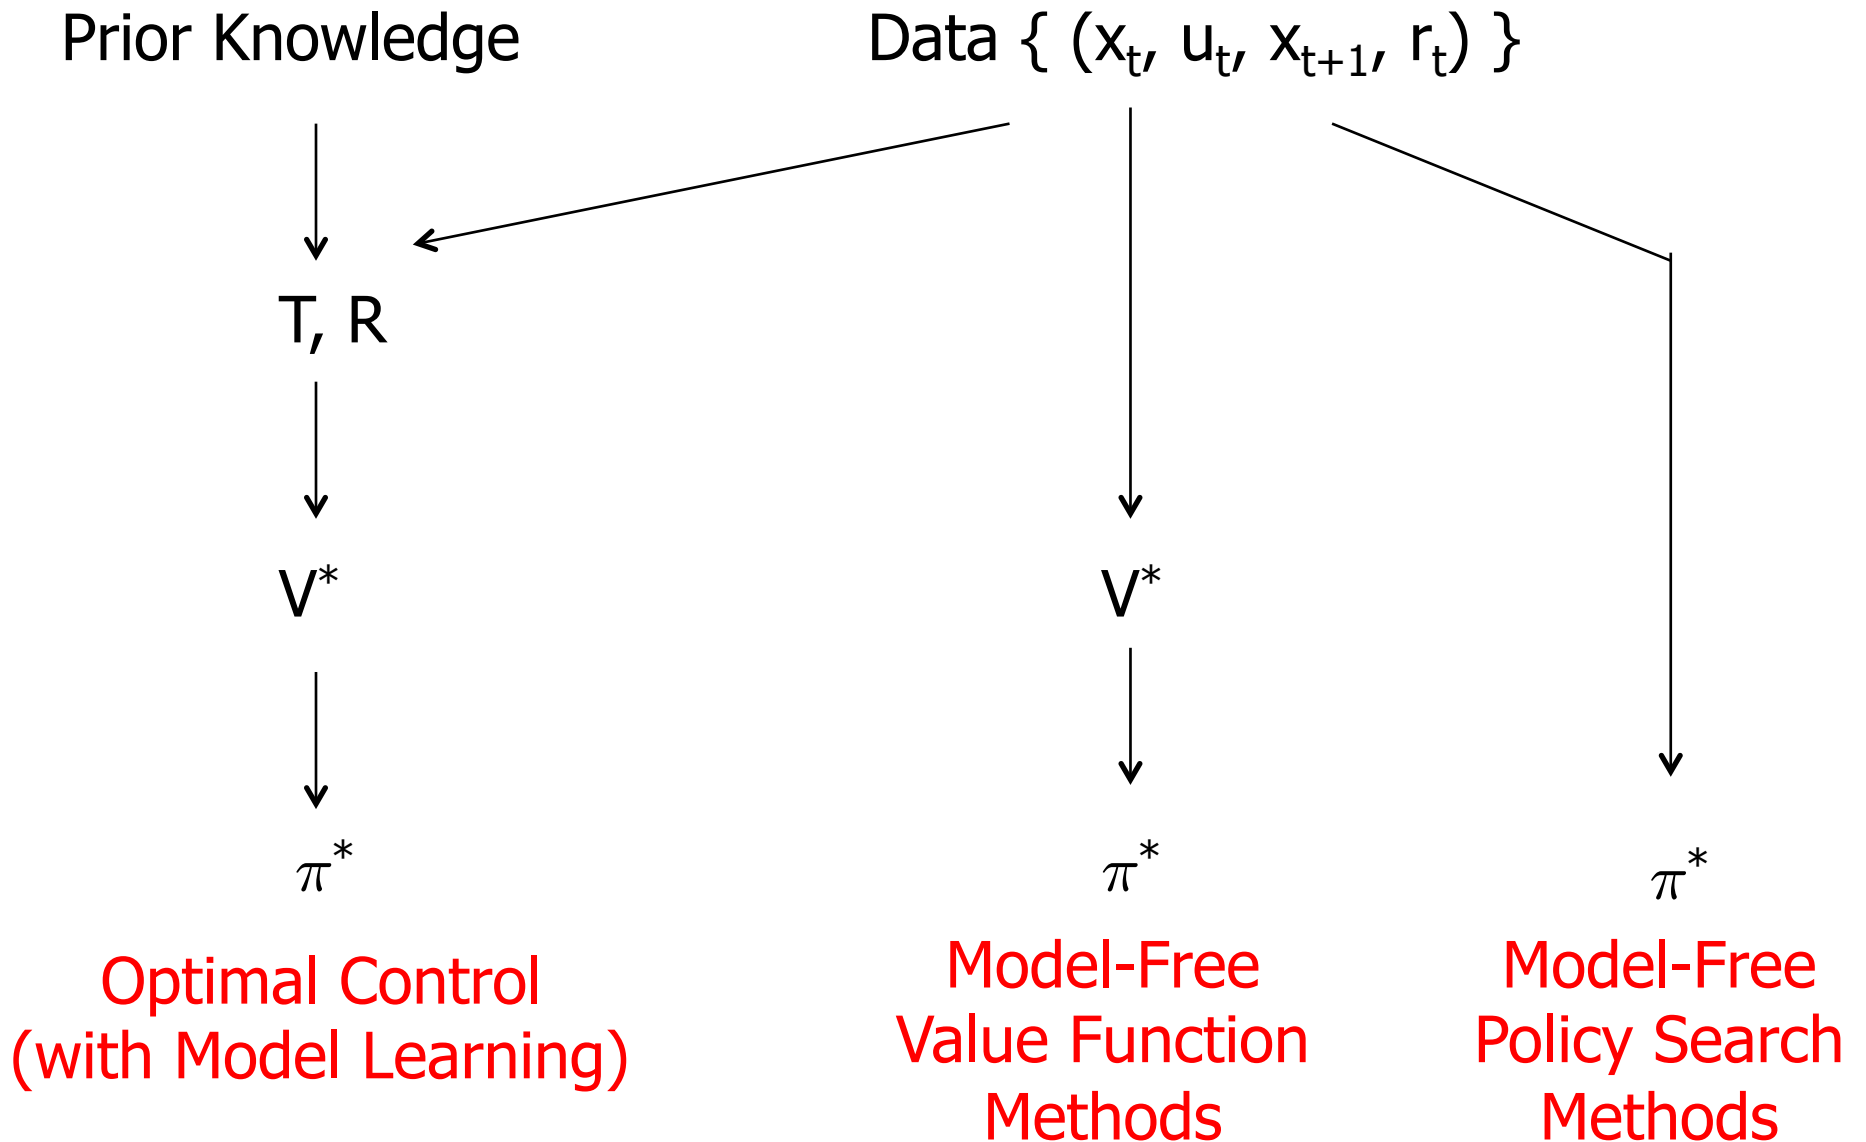 Prior Knowledge
Data { (xₜ, uₜ, xₜ₊₁, rₜ) }
T, R
V*
V*
π*
π*
π*
Optimal Control
(with Model Learning)
Model-Free
Value Function
Methods
Model-Free
Policy Search
Methods